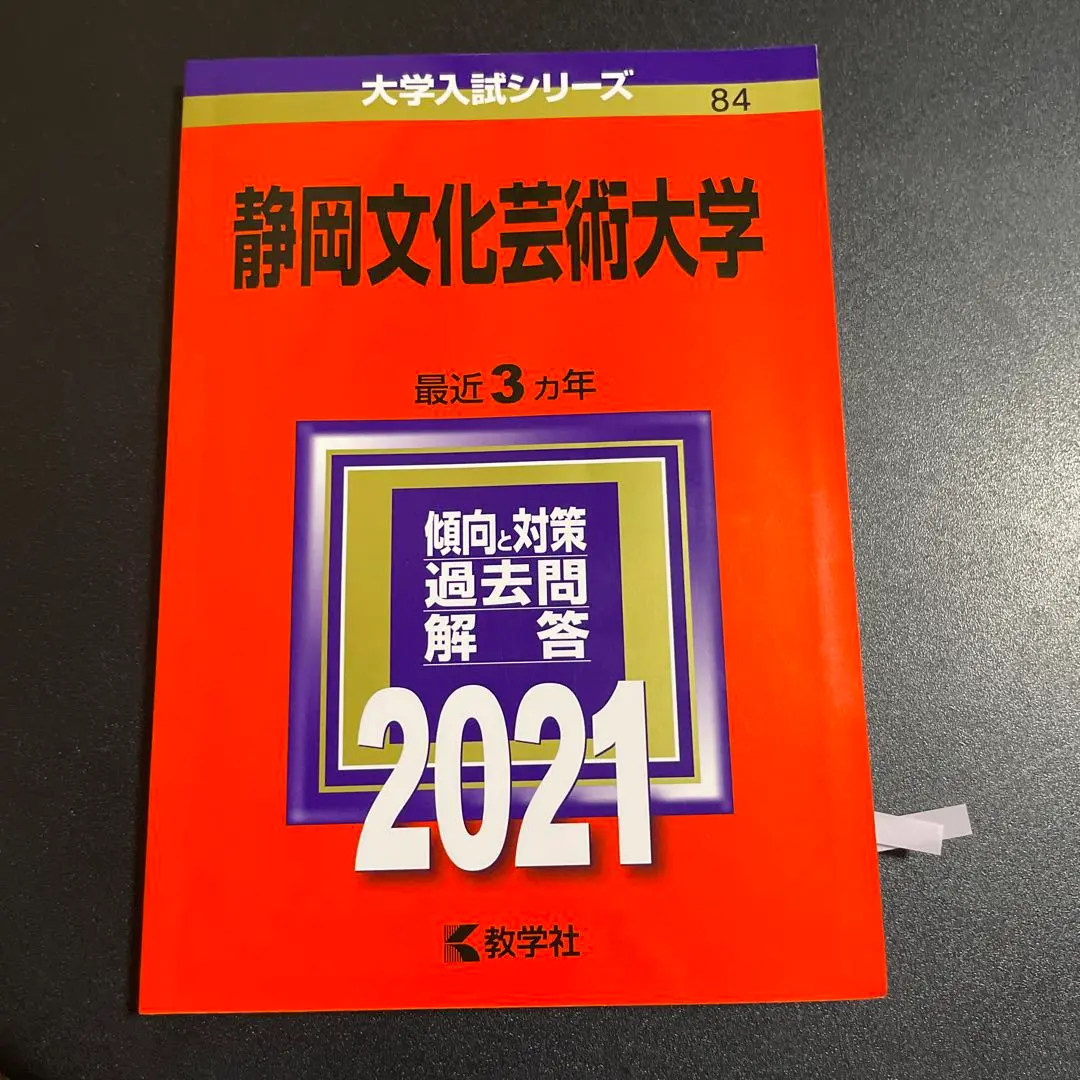 大学入試シリーズ
84
静岡文化芸術大学
最近3カ年
傾向と対策
過去問
解答
2021
教学社